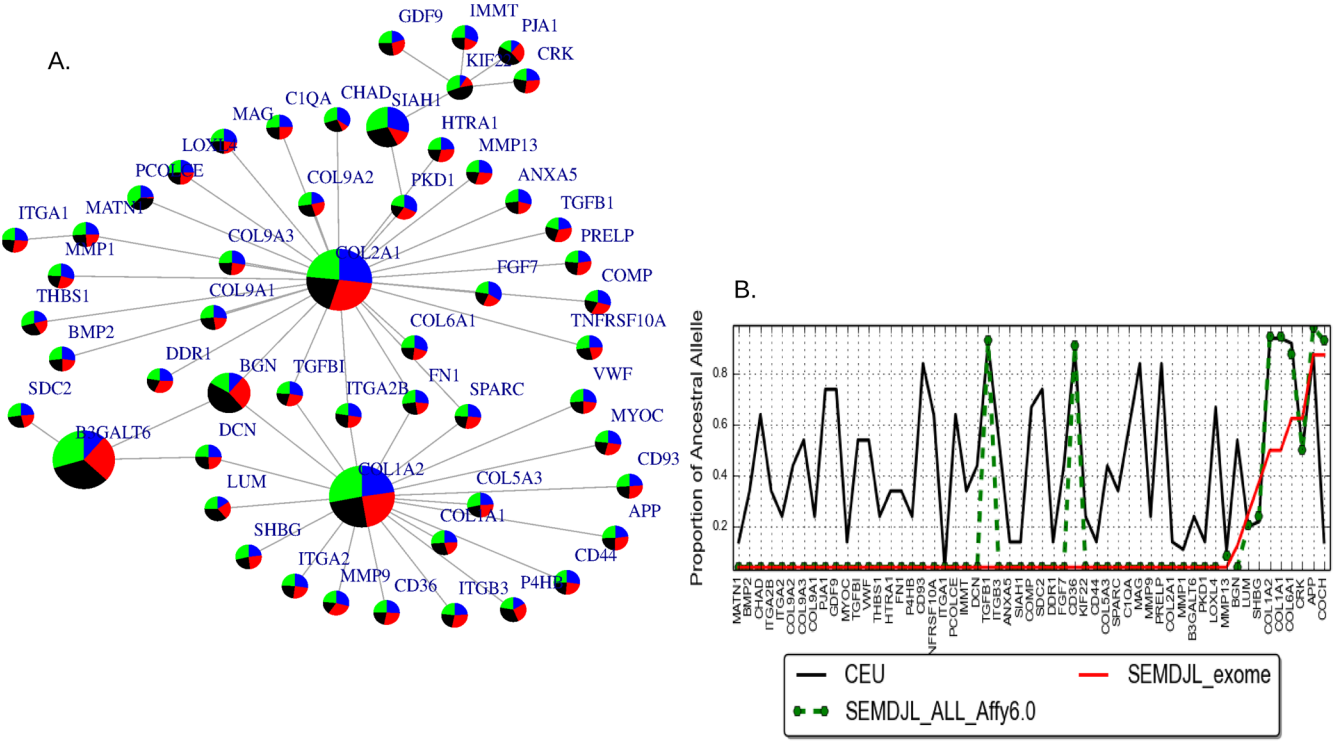 A.
GDF9
IMMT
PJA1
KIF22
CRK
MAG
C1QA
CHAD
SIAH1
HTRA1
LOXL4
MMP13
PCOLCE
COL9A2
PKD1
ANXA5
ITGA1
MATN1
TGFB1
MMP1
COL9A3
COL2A1
PRELP
THBS1
COL9A1
FGF7
COMP
BMP2
COL6A1
TNFRSF10A
DDR1
BGN
TGFBI
ITGA2B
FN1
SPARC
VWF
SDC2
B3GALT6
DCN
MYOC
LUM
COL1A2
COL5A3
CD93
SHBG
COL1A1
APP
ITGA2
MMP9
CD36
ITGB3
P4HB
CD44
B.
Proportion of Ancestral Allele
0.8
0.6
0.4
0.2
MATN1
BMP2
CHAD
ITGA2B
ITGA2
COL9A2
COL9A3
COL9A1
PJA1
GDF9
MYOC
TGFBI
VWF
THBS1
HTRA1
FN1
P4HB
CD93
NFRSF10A
ITGA1
PCOLCE
IMMT
DCN
TGFB1
ITGB3
ANXA5
SIAH1
COMP
SDC2
DDR1
FGF7
CD36
KIF22
CD44
COL5A3
SPARC
C1QA
MAG
MMP9
PRELP
COL2A1
MMP1
B3GALT6
PKD1
LOXL4
MMP13
BGN
LUM
SHBG
COL1A2
COL1A1
COL6A1
CRK
APP
COCH
CEU
SEMDJL_exome
SEMDJL_ALL_Affy6.0